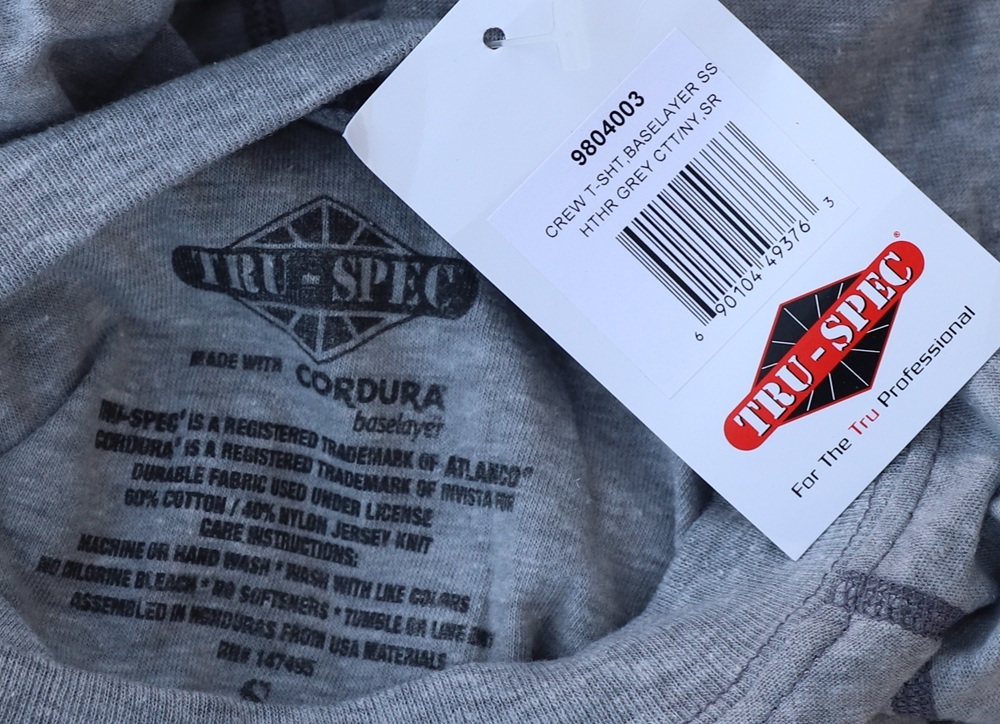 9804003
CREW T-SHT,BASELAYER SS
HTHR GREY CTT/NY,SR
6 90104 49376 3
TRU-SPEC®
For The Tru Professional
TRU-SPEC
MADE WITH
CORDURA
baselayer
TRU-SPEC® IS A REGISTERED TRADEMARK OF ATLANCO®
CORDURA® IS A REGISTERED TRADEMARK OF INVISTA FOR
DURABLE FABRIC USED UNDER LICENSE
60% COTTON / 40% NYLON JERSEY KNIT
CARE INSTRUCTIONS:
MACHINE OR HAND WASH * WASH WITH LIKE COLORS
NO CHLORINE BLEACH * NO SOFTENERS * TUMBLE OR LINE DRY
ASSEMBLED IN HONDURAS FROM USA MATERIALS
RN# 147495